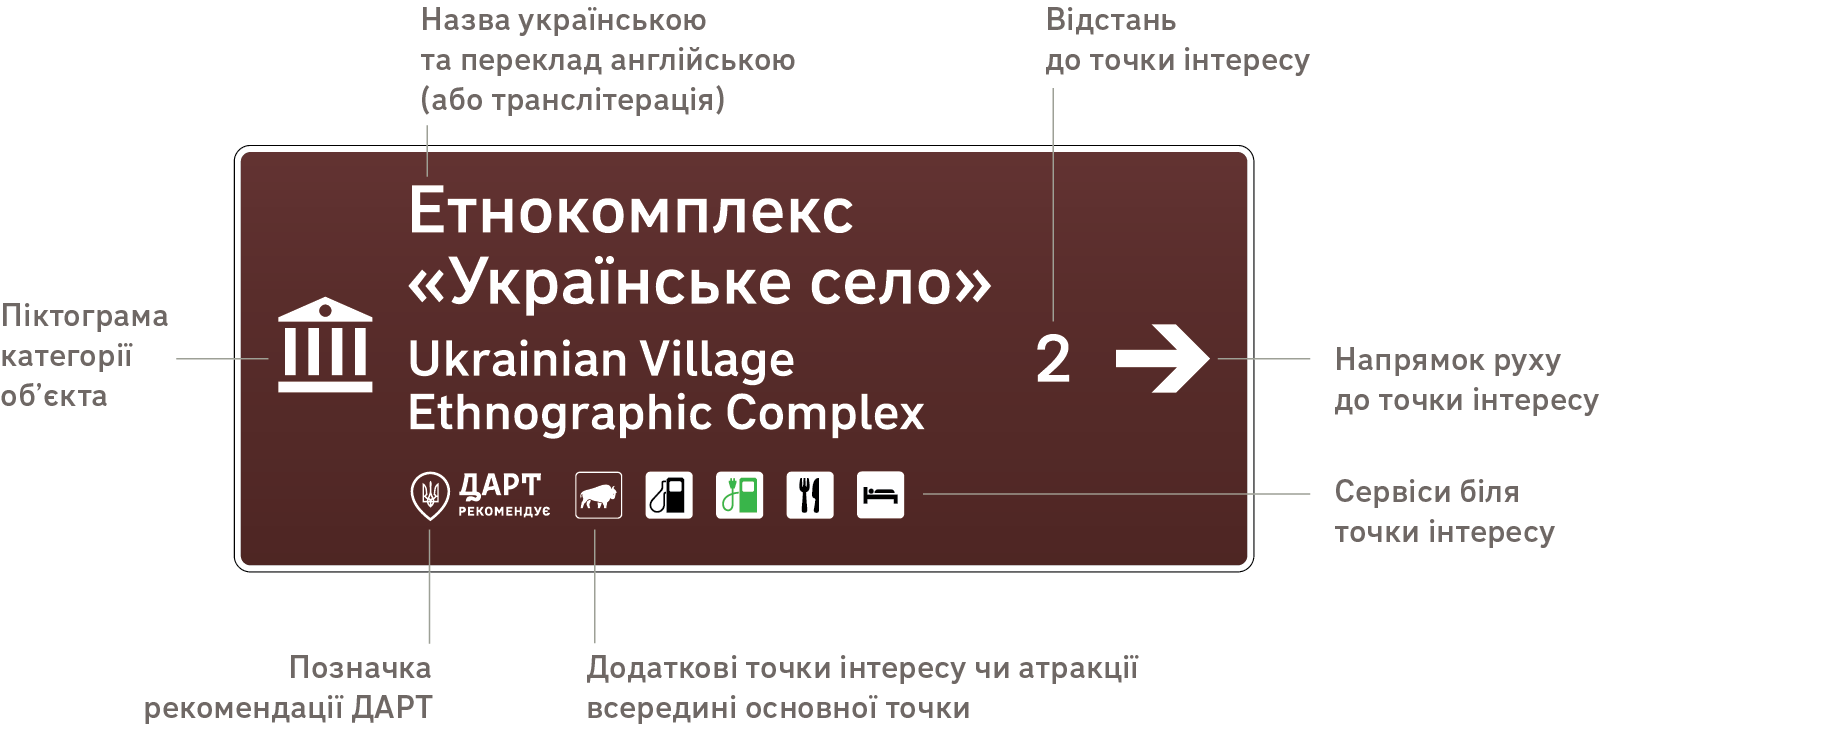 Назва українською
та переклад англійською
(або транслітерація)
Відстань
до точки інтересу
Етнокомплекс
«Українське село»
Ukrainian Village
Ethnographic Complex
2
ДАРТ
РЕКОМЕНДУЄ
Піктограма
категорії
об’єкта
Напрямок руху
до точки інтересу
Сервіси біля
точки інтересу
Позначка
рекомендації ДАРТ
Додаткові точки інтересу чи атракції
всередині основної точки